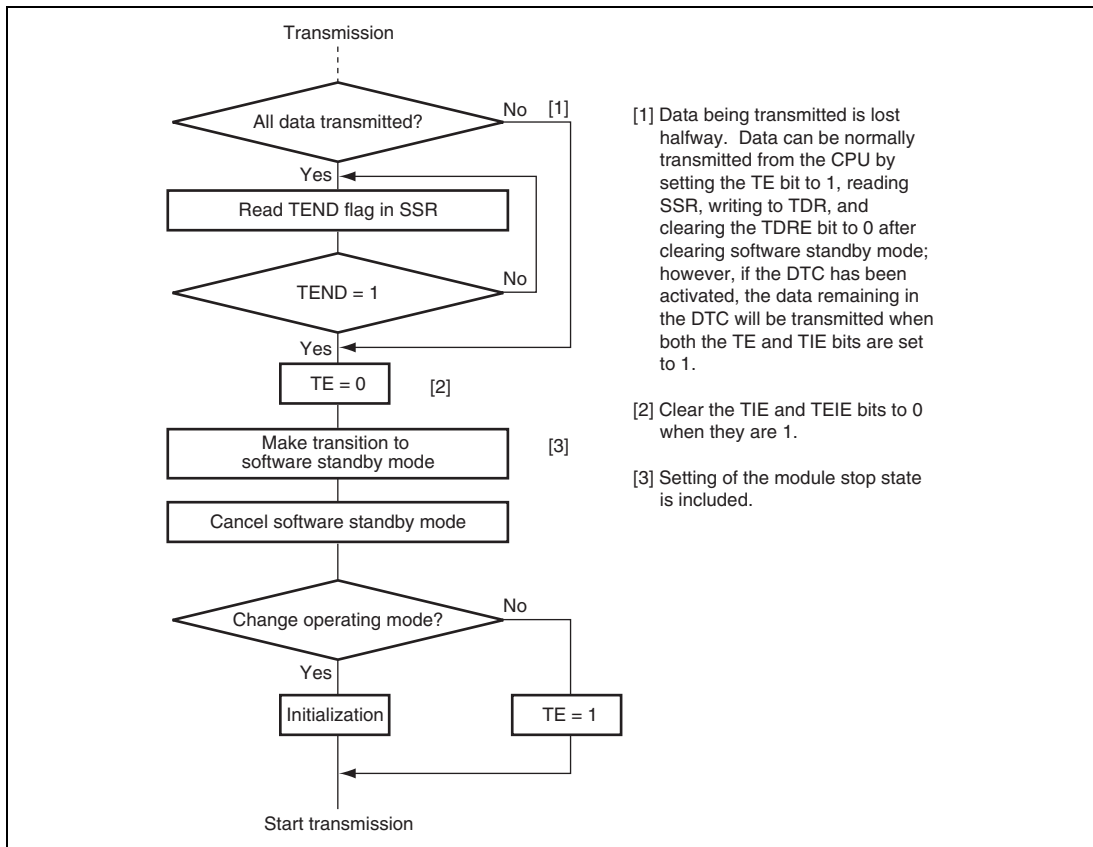 Transmission
All data transmitted?
No [1]
Yes
Read TEND flag in SSR
TEND = 1
No
Yes
TE = 0
[2]
Make transition to
software standby mode
[3]
Cancel software standby mode
Change operating mode?
No
Yes
Initialization
TE = 1
Start transmission
[1] Data being transmitted is lost
halfway. Data can be normally
transmitted from the CPU by
setting the TE bit to 1, reading
SSR, writing to TDR, and
clearing the TDRE bit to 0 after
clearing software standby mode;
however, if the DTC has been
activated, the data remaining in
the DTC will be transmitted when
both the TE and TIE bits are set
to 1.
[2] Clear the TIE and TEIE bits to 0
when they are 1.
[3] Setting of the module stop state
is included.